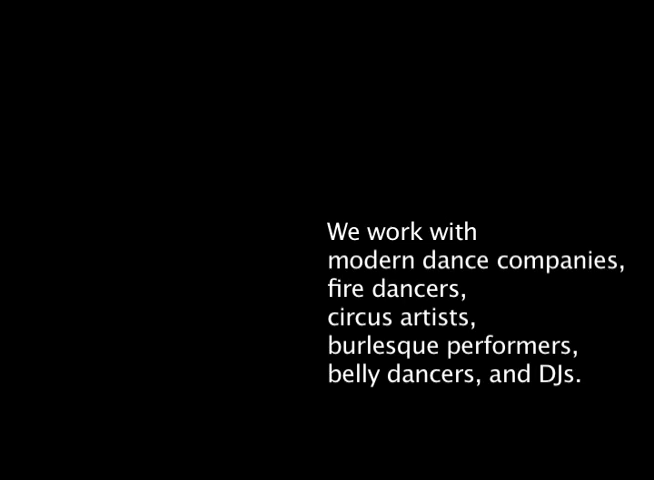 We work with
modern dance companies,
fire dancers,
circus artists,
burlesque performers,
belly dancers, and DJs.